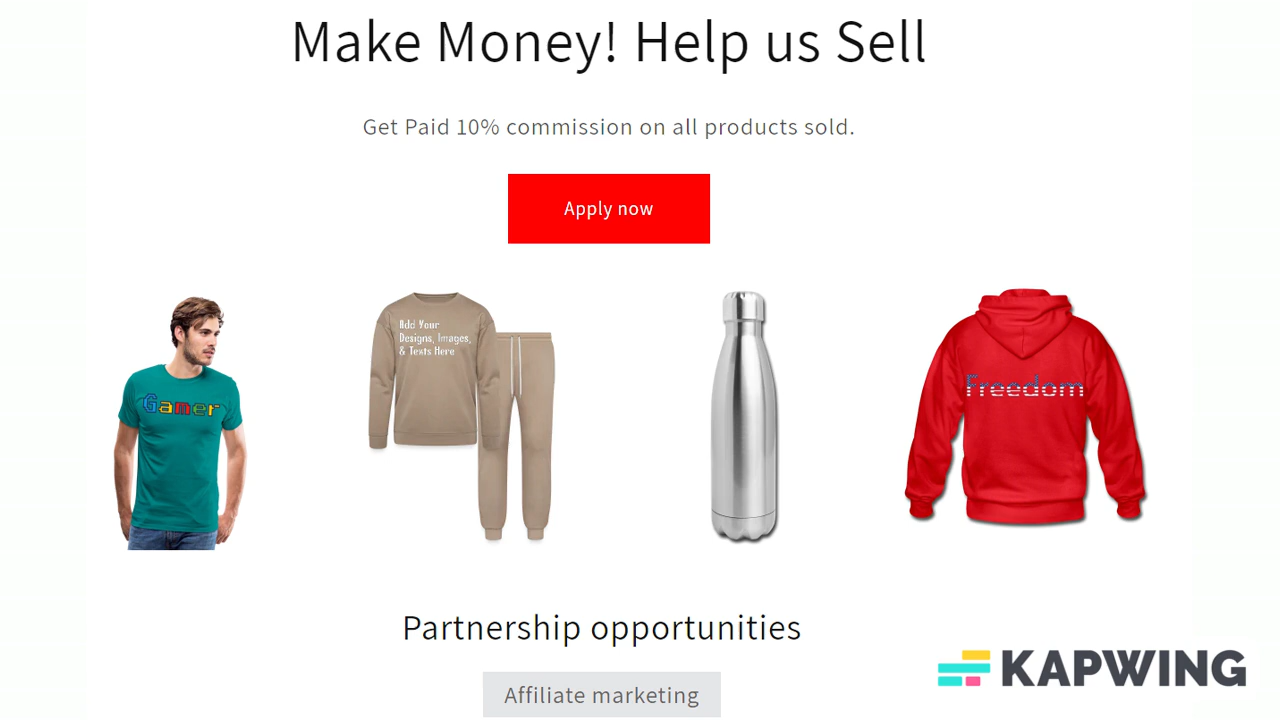 Make Money! Help us Sell
Get Paid 10% commission on all products sold.
Apply now
Gamer
Add Your
Designs, Images,
& Texts Here
Freedom
Partnership opportunities
Affiliate marketing
KAPWING